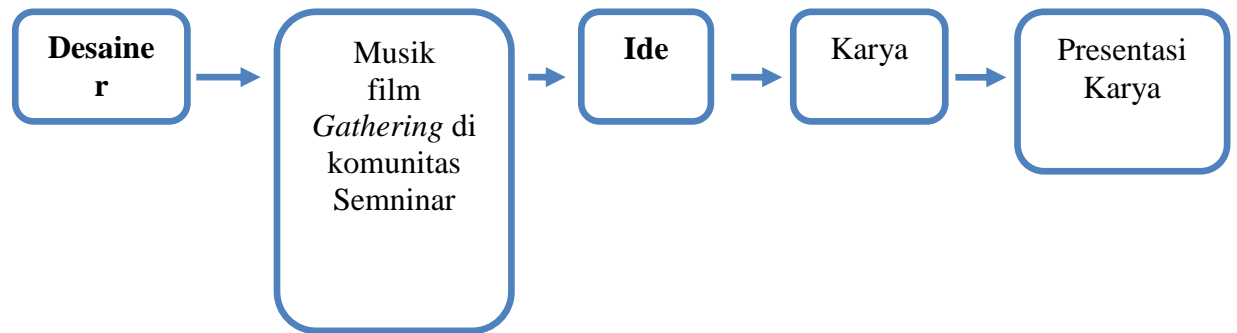 Desaine
r
Musik
film
Gathering di
komunitas
Semninar
Ide
Karya
Presentasi
Karya